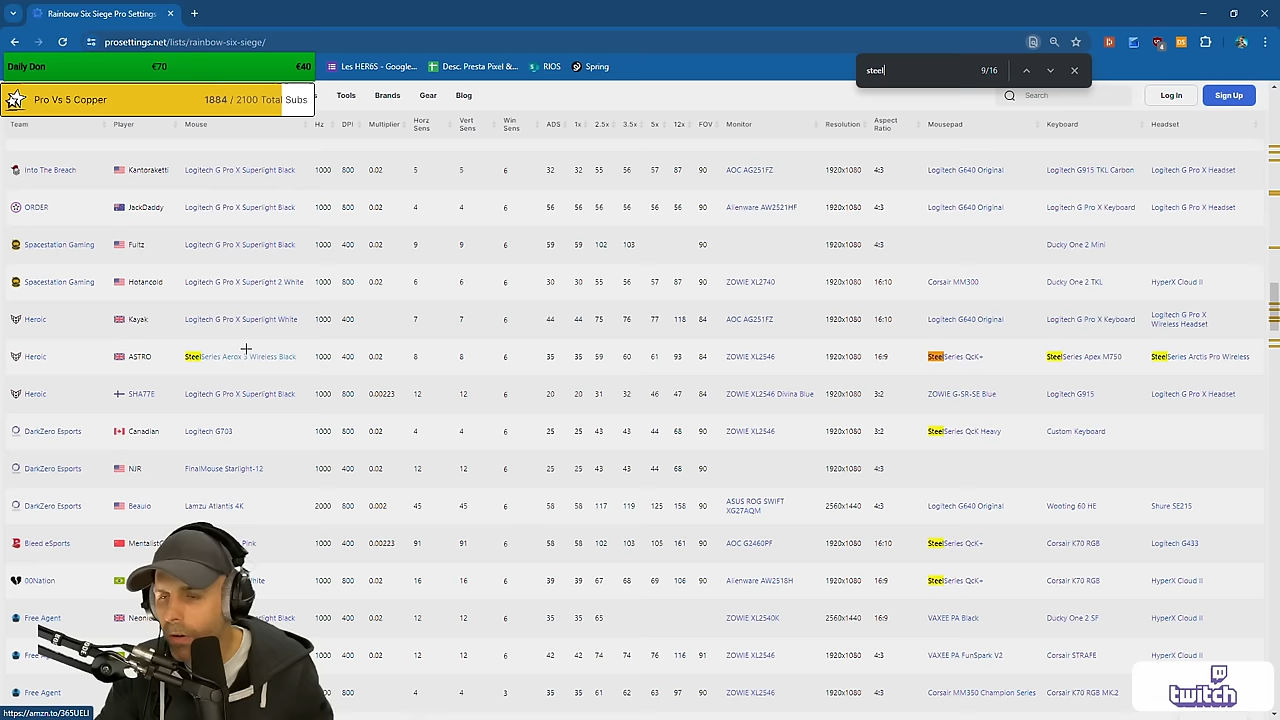 Rainbow Six Siege Pro Settings
prosettings.net/lists/rainbow-six-siege/
steel 9/16
Daily Don €70 €40
Les HER6S - Google... Desc. Presta Pixel &... RIOS Spring
Pro Vs 5 Copper 1884 / 2100 Total Subs
Tools Brands Gear Blog Search Log In Sign Up
Team Player Mouse Hz DPI Multiplier Horz Sens Vert Sens Win Sens ADS 1x 2.5x 3.5x 5x 12x FOV Monitor Resolution Aspect Ratio Mousepad Keyboard Headset
Into The Breach Kantoraketti Logitech G Pro X Superlight Black 1000 800 0.02 5 5 6 32 32 55 56 57 87 90 AOC AG251FZ 1920x1080 4:3 Logitech G640 Original Logitech G915 TKL Carbon Logitech G Pro X Headset
ORDER JackDaddy Logitech G Pro X Superlight Black 1000 800 0.02 4 4 6 56 56 56 56 56 56 90 Alienware AW2521HF 1920x1080 4:3 Logitech G640 Original Logitech G Pro X Keyboard Logitech G Pro X Headset
Spacestation Gaming Fultz Logitech G Pro X Superlight Black 1000 400 0.02 9 9 6 59 59 102 103 90 1920x1080 4:3 Ducky One 2 Mini
Spacestation Gaming Hotancold Logitech G Pro X Superlight 2 White 1000 800 0.02 6 6 6 30 30 55 56 57 87 90 ZOWIE XL2740 1920x1080 16:10 Corsair MM300 Ducky One 2 TKL HyperX Cloud II
Heroic Kayak Logitech G Pro X Superlight White 1000 400 7 7 6 44 44 75 76 77 118 84 AOC AG251FZ 1920x1080 16:10 Logitech G640 Original Logitech G Pro X Keyboard Logitech G Pro X Wireless Headset
Heroic ASTRO SteelSeries Aerox 3 Wireless Black 1000 400 0.02 8 8 6 35 35 59 60 61 93 84 ZOWIE XL2546 1920x1080 16:9 SteelSeries QcK+ SteelSeries Apex M750 SteelSeries Arctis Pro Wireless
Heroic SHA77E Logitech G Pro X Superlight Black 1000 400 0.00223 12 12 6 20 20 31 32 46 47 84 ZOWIE XL2546 Divina Blue 1920x1080 3:2 ZOWIE G-SR-SE Blue Logitech G915 Logitech G Pro X Headset
DarkZero Esports Canadian Logitech G703 1000 800 0.02 4 4 6 25 25 43 43 44 68 90 ZOWIE XL2546 1920x1080 3:2 SteelSeries QcK Heavy Custom Keyboard
DarkZero Esports NJR FinalMouse Starlight-12 1000 400 0.02 12 12 6 25 25 43 43 44 68 90 1920x1080 4:3
DarkZero Esports Beaulo Lamzu Atlantis 4K 2000 800 0.002 45 45 6 58 58 117 119 125 158 90 ASUS ROG SWIFT XG27AQM 2560x1440 4:3 Logitech G640 Original Wooting 60 HE Shure SE215
Bleed eSports Pink 1000 400 0.00223 91 91 6 58 58 102 103 105 161 90 AOC G2460PF 1920x1080 16:10 SteelSeries QcK+ Corsair K70 RGB Logitech G433
00Nation 1000 800 0.02 16 16 6 39 39 67 68 69 106 90 Alienware AW2518H 1920x1080 16:9 SteelSeries QcK+ Corsair K70 RGB HyperX Cloud II
Free Agent 1000 400 0.02 12 12 6 35 35 65 90 ZOWIE XL2540K 2560x1440 16:9 VAXEE PA Black Ducky One 2 SF HyperX Cloud II
1000 400 0.02 12 12 6 42 42 74 74 75 116 91 ZOWIE XL2546 1920x1080 4:3 VAXEE PA FunSpark V2 Corsair STRAFE HyperX Cloud II
Free Agent 800 4 4 3 35 35 61 62 63 97 90 ZOWIE XL2546 1920x1080 4:3 Corsair MM350 Champion Series Corsair K70 RGB MK.2
twitch
https://amzn.to/365UELI